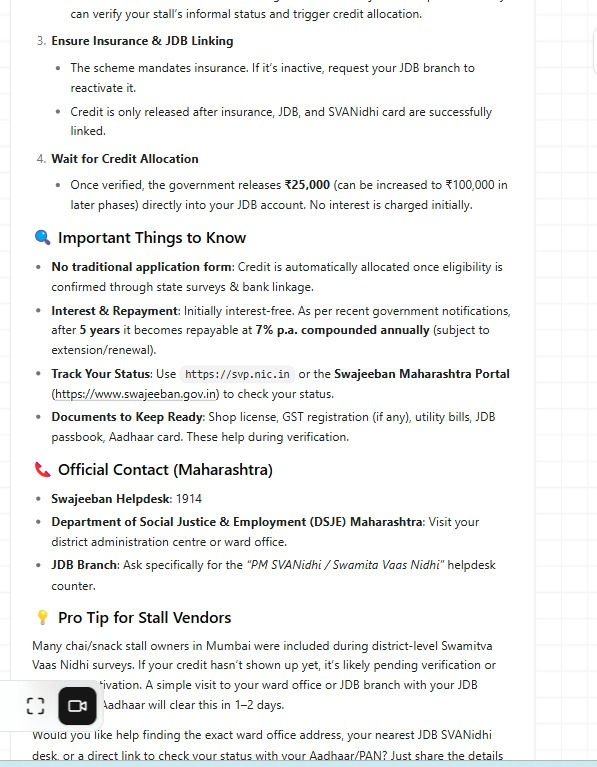 can verify your stall's informal status and trigger credit allocation.
3. Ensure Insurance & JDB Linking
• The scheme mandates insurance. If it's inactive, request your JDB branch to
reactivate it.
• Credit is only released after insurance, JDB, and SVANidhi card are successfully
linked.
4. Wait for Credit Allocation
• Once verified, the government releases ₹25,000 (can be increased to ₹100,000 in
later phases) directly into your JDB account. No interest is charged initially.
🔍 Important Things to Know
• No traditional application form: Credit is automatically allocated once eligibility is
confirmed through state surveys & bank linkage.
• Interest & Repayment: Initially interest-free. As per recent government notifications,
after 5 years it becomes repayable at 7% p.a. compounded annually (subject to
extension/renewal).
• Track Your Status: Use https://svp.nic.in or the Swajeeban Maharashtra Portal
(https://www.swajeeban.gov.in) to check your status.
• Documents to Keep Ready: Shop license, GST registration (if any), utility bills, JDB
passbook, Aadhaar card. These help during verification.
📞 Official Contact (Maharashtra)
• Swajeeban Helpdesk: 1914
• Department of Social Justice & Employment (DSJE) Maharashtra: Visit your
district administration centre or ward office.
• JDB Branch: Ask specifically for the "PM SVANidhi / Swamita Vaas Nidhi" helpdesk
counter.
💡 Pro Tip for Stall Vendors
Many chai/snack stall owners in Mumbai were included during district-level Swamitva
Vaas Nidhi surveys. If your credit hasn't shown up yet, it's likely pending verification or
tivation. A simple visit to your ward office or JDB branch with your JDB
Aadhaar will clear this in 1–2 days.
Would you like help finding the exact ward office address, your nearest JDB SVANidhi
desk, or a direct link to check your status with your Aadhaar/PAN? Just share the details